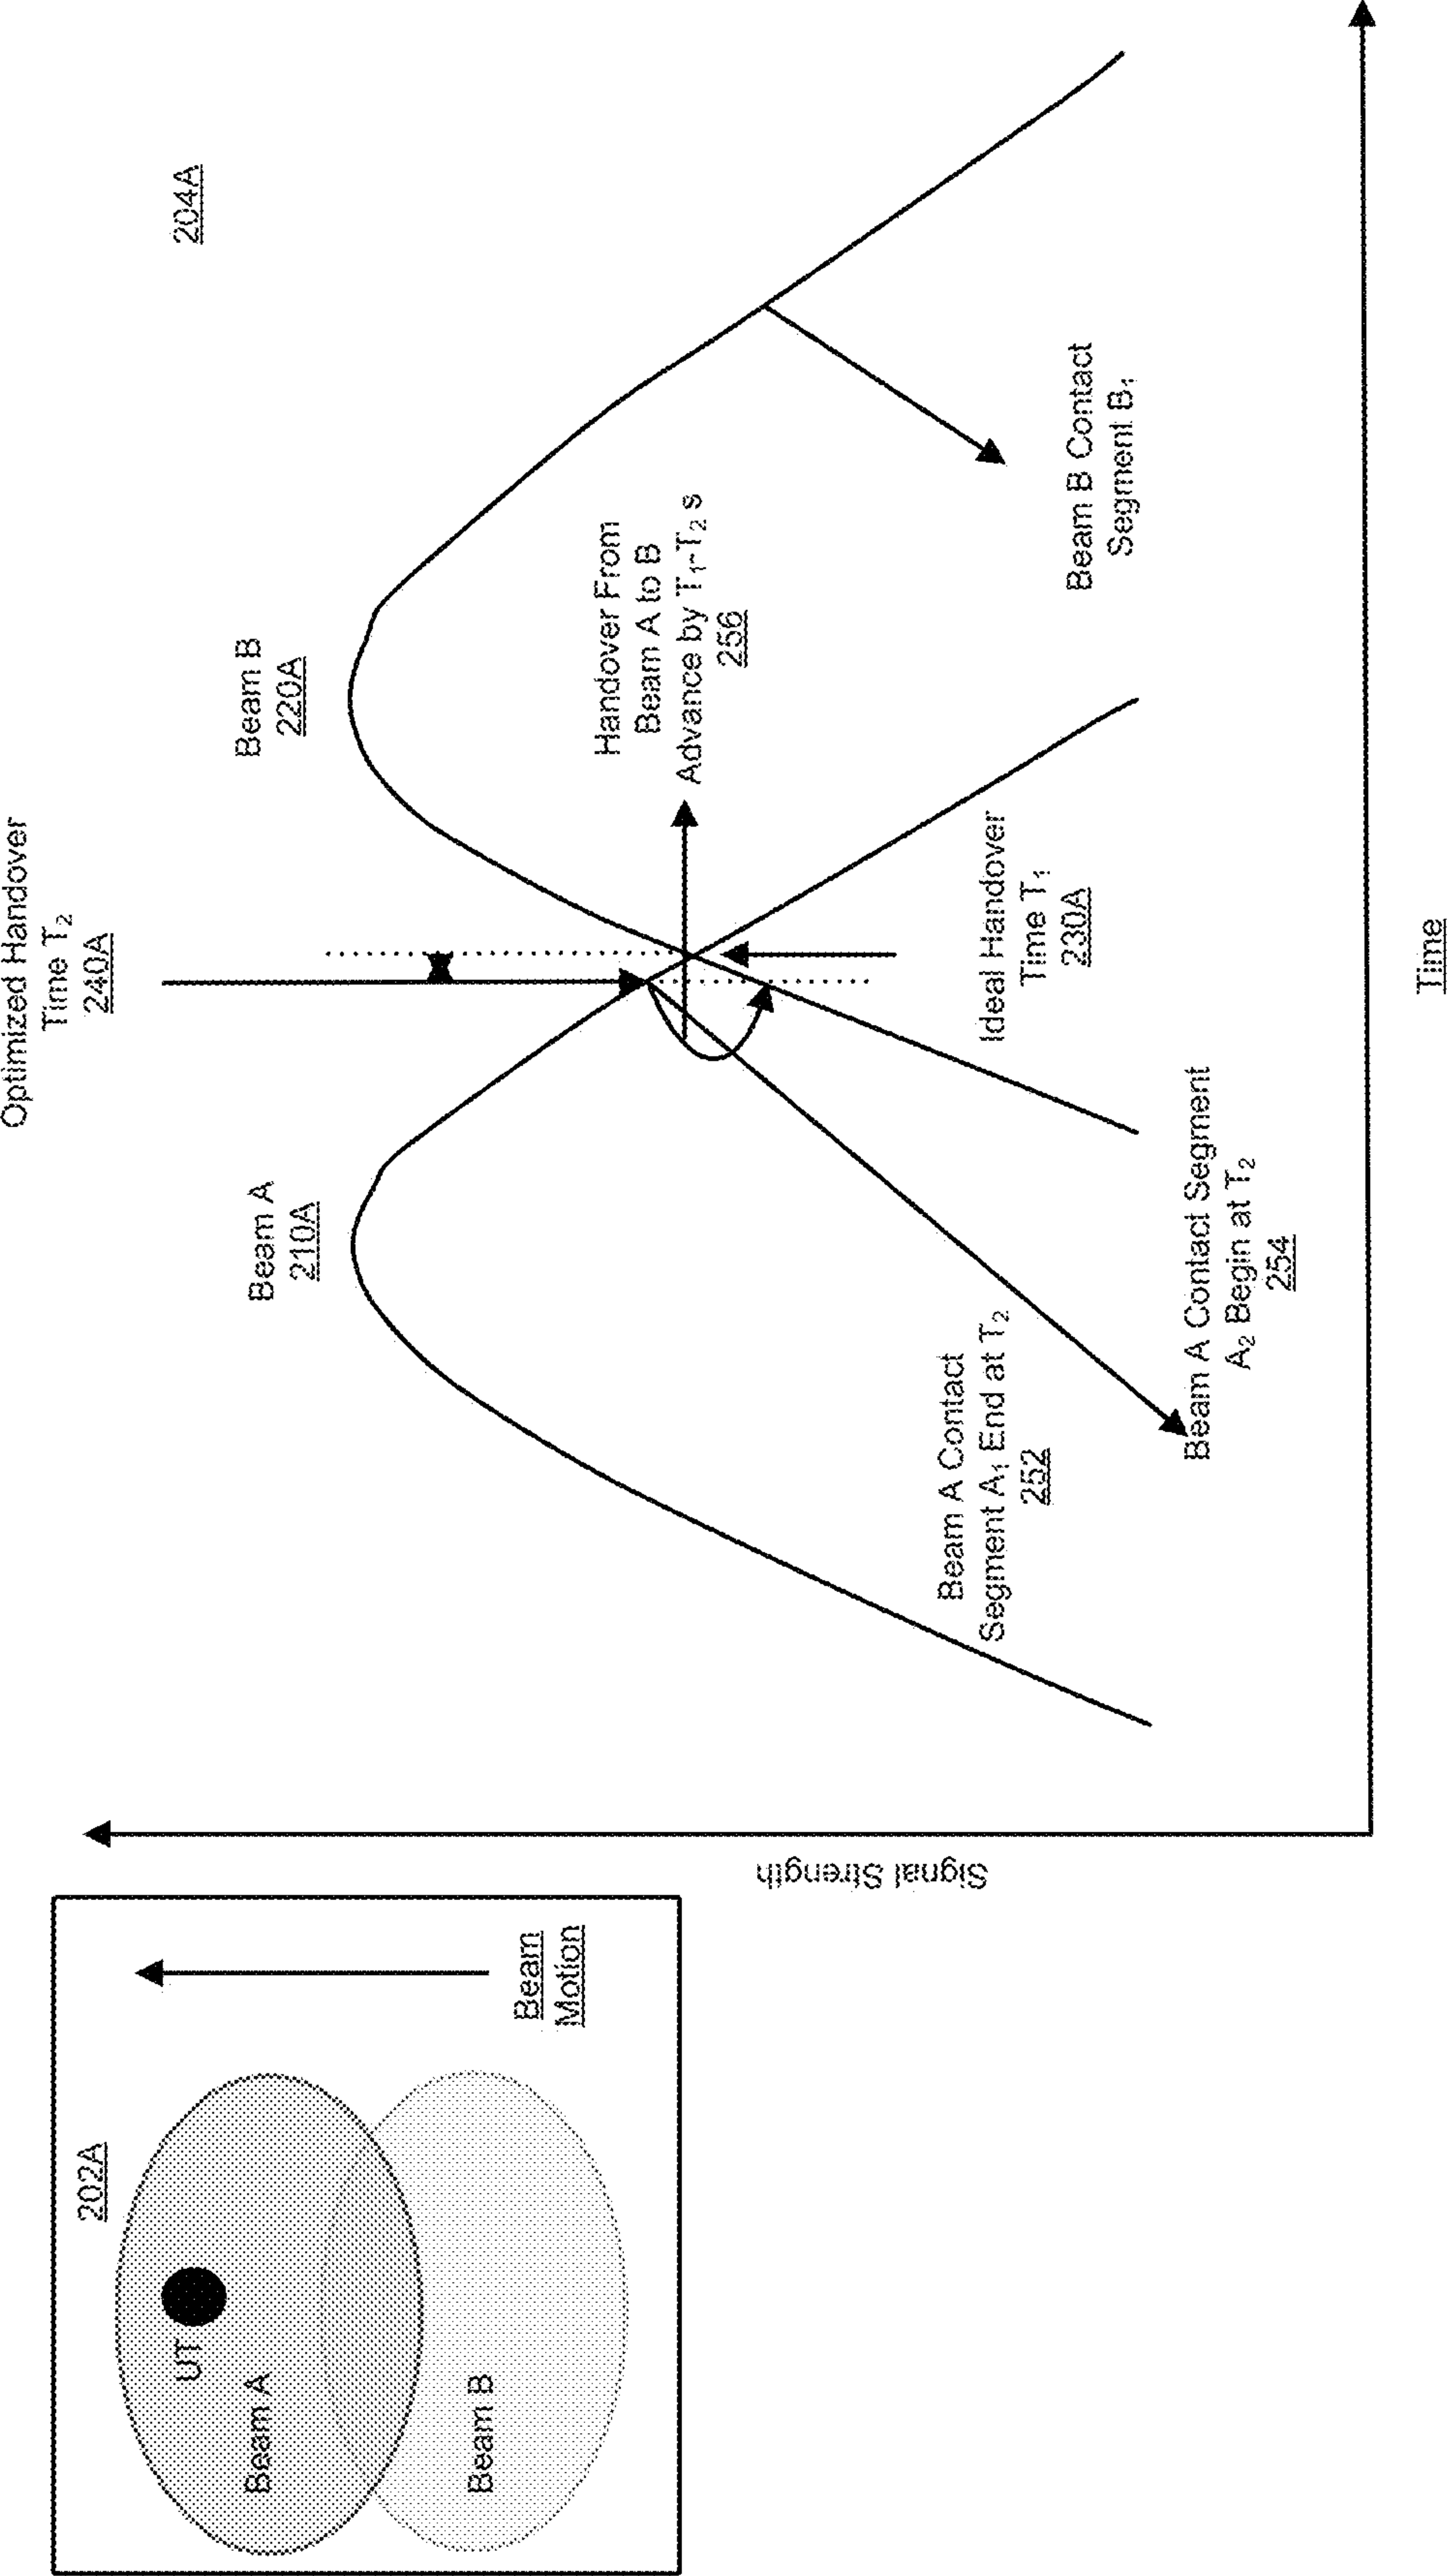 202A
UT
Beam A
Beam B
Beam
Motion
Signal Strength
Optimized Handover
Time T₂
240A
Beam A
210A
Beam B
220A
204A
Handover From
Beam A to B
Advance by T₁-T₂ s
256
Beam A Contact
Segment A₁ End at T₂
252
Ideal Handover
Time T₁
230A
Beam B Contact
Segment B₁
Beam A Contact Segment
A₂ Begin at T₂
254
Time